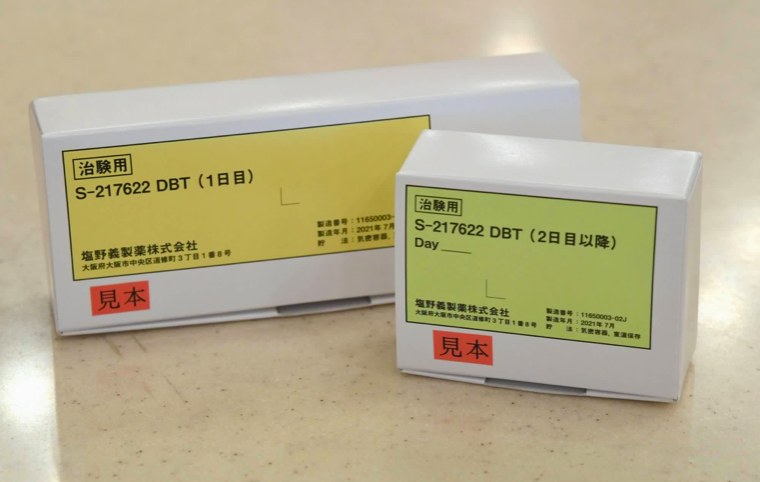 治験用
S-217622 DBT(1日目)
塩野義製薬株式会社
大阪府大阪市中央区道修町3丁目1番8号
製造番号:11650003-
製造年月:2021年7月
貯 法:気密容器,
見本
治験用
S-217622 DBT(2日目以降)
Day
塩野義製薬株式会社
大阪府大阪市中央区道修町3丁目1番8号
製造番号:11650003-02J
製造年月:2021年7月
貯 法:気密容器, 室温保存
見本